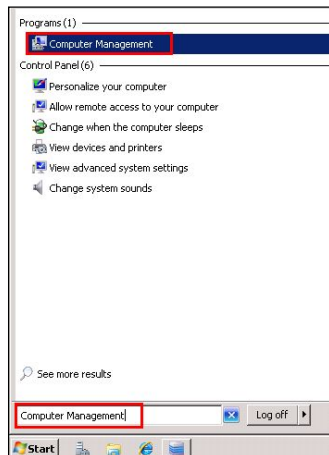 Programs (1)
Computer Management
Control Panel (6)
Personalize your computer
Allow remote access to your computer
Change when the computer sleeps
View devices and printers
View advanced system settings
Change system sounds
See more results
Computer Management
Log off
Start